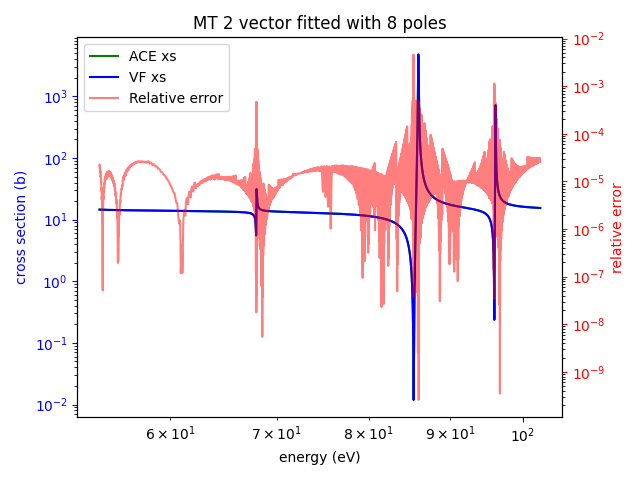 MT 2 vector fitted with 8 poles
ACE xs
VF xs
Relative error
cross section (b)
10³
10²
10¹
10⁰
10⁻¹
10⁻²
10⁻²
10⁻³
10⁻⁴
10⁻⁵
10⁻⁶
10⁻⁷
10⁻⁸
10⁻⁹
relative error
6 × 10¹ 7 × 10¹ 8 × 10¹ 9 × 10¹ 10²
energy (eV)